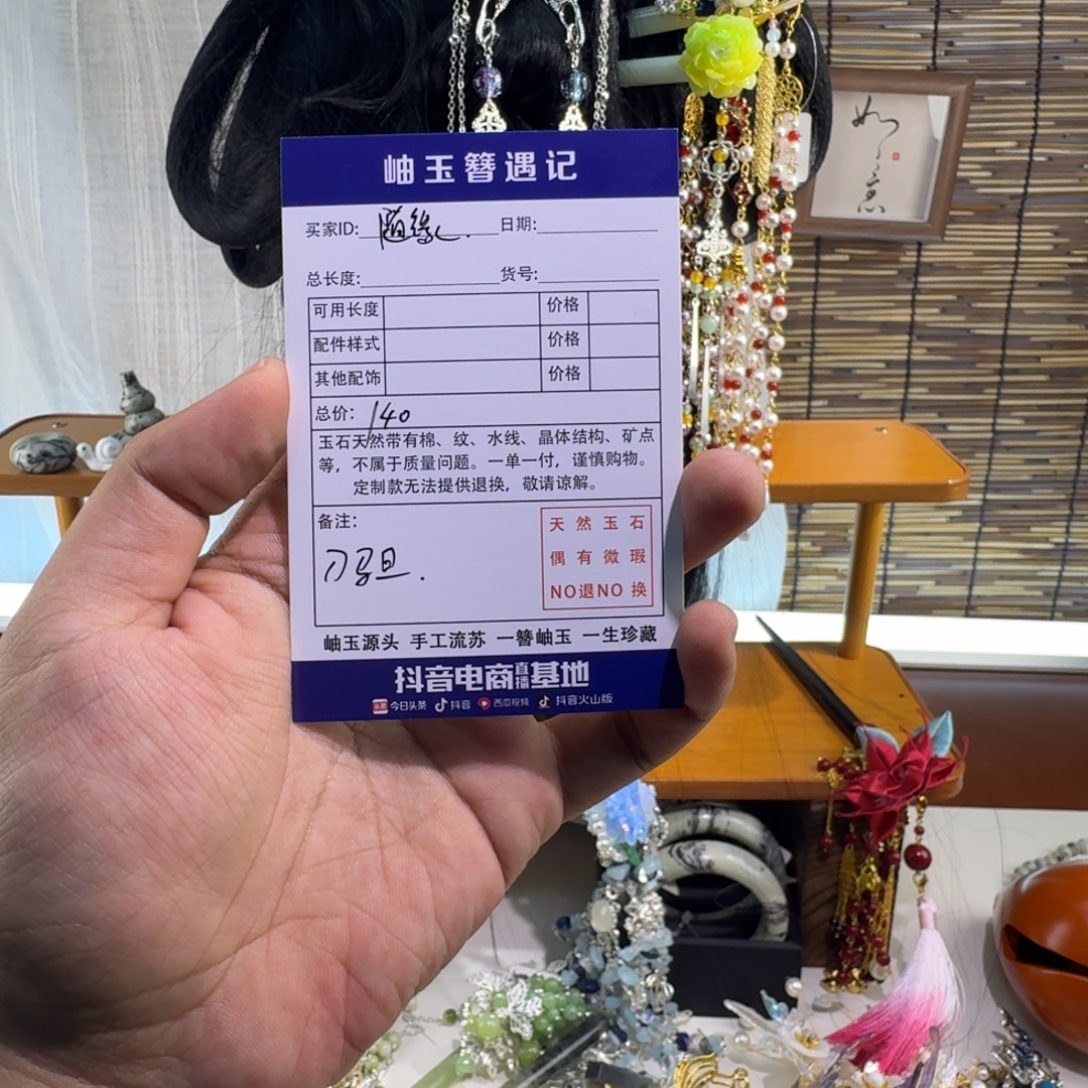 岫玉簪遇记
买家ID: 随缘 日期:
总长度: 货号:
可用长度 价格
配件样式 价格
其他配饰 价格
总价: 140
玉石天然带有棉、纹、水线、晶体结构、矿点
等，不属于质量问题。一单一付，谨慎购物。
定制款无法提供退换，敬请谅解。
备注:
刀马旦.
天然玉石
偶有微瑕
NO退NO换
岫玉源头 手工流苏 一簪岫玉 一生珍藏
抖音电商直播基地
头条 今日头条 抖音 西瓜视频 抖音火山版